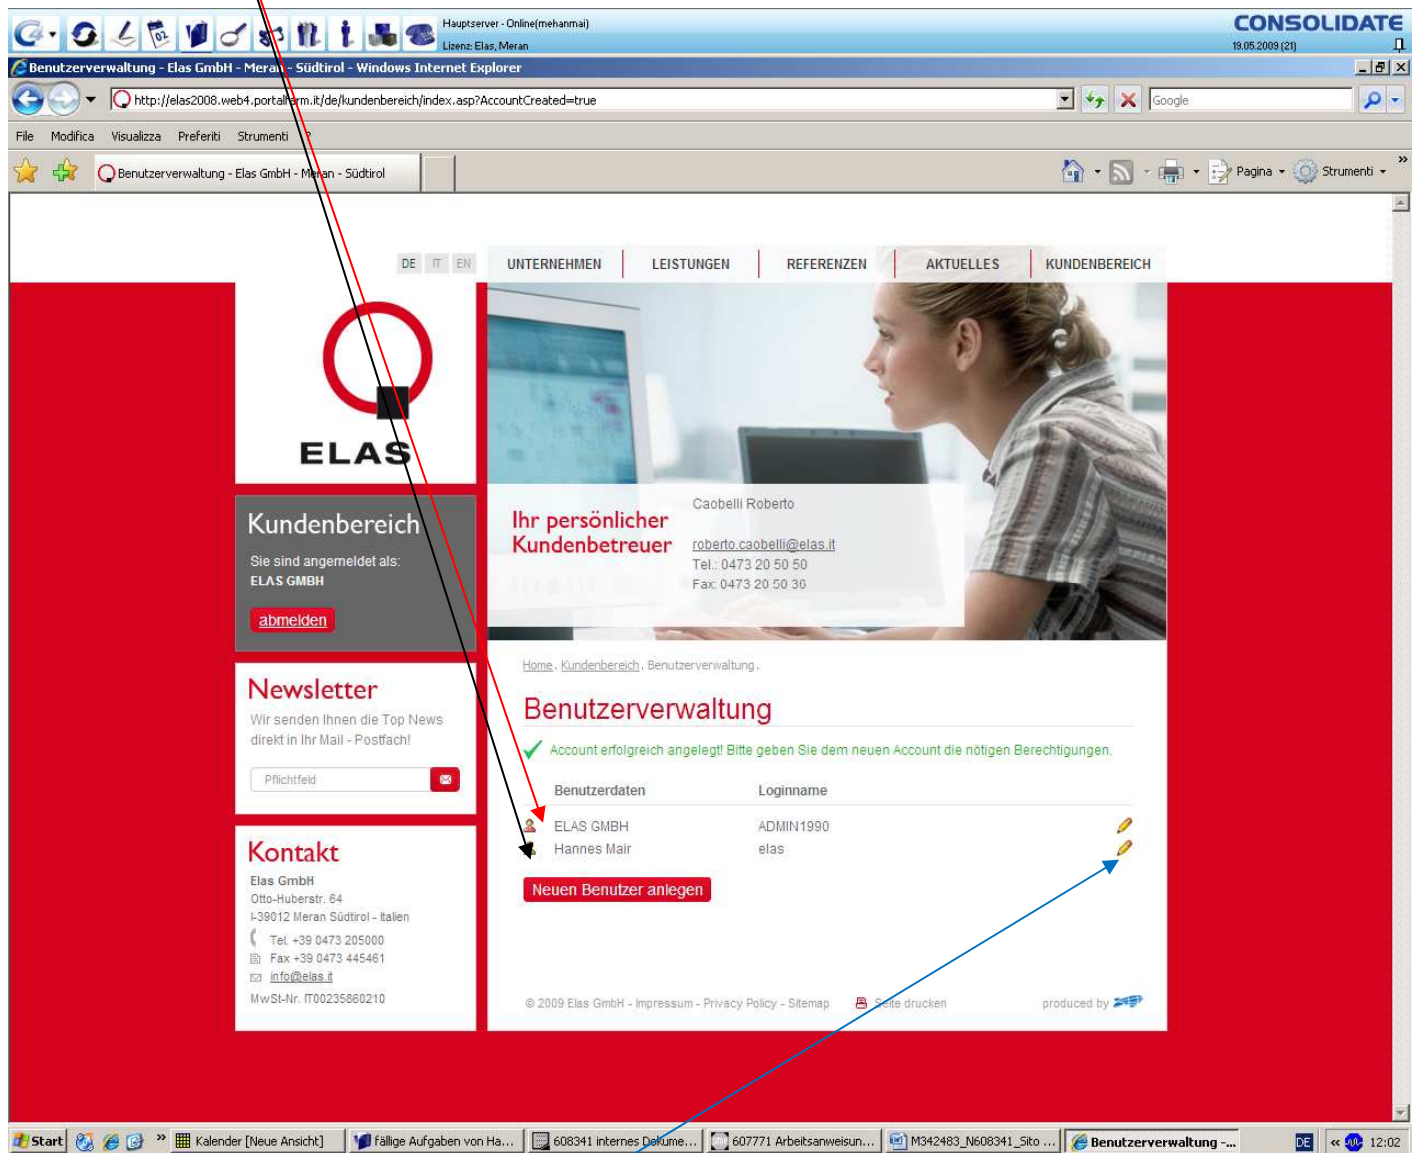 Hauptserver - Online(mehanmai)
Lizenz: Elas, Meran
CONSOLIDATE
19.05.2009 (21)
Benutzerverwaltung - Elas GmbH - Meran - Südtirol - Windows Internet Explorer
http://elas2008.web4.portalfarm.it/de/kundenbereich/index.asp?AccountCreated=true
Google
File Modifica Visualizza Preferiti Strumenti ?
Benutzerverwaltung - Elas GmbH - Meran - Südtirol
Pagina
Strumenti
DE IT EN
UNTERNEHMEN LEISTUNGEN REFERENZEN AKTUELLES KUNDENBEREICH
ELAS
Kundenbereich
Sie sind angemeldet als:
ELAS GMBH
abmelden
Ihr persönlicher
Kundenbetreuer
Caobelli Roberto
roberto.caobelli@elas.it
Tel.: 0473 20 50 50
Fax: 0473 20 50 36
Newsletter
Wir senden Ihnen die Top News
direkt in Ihr Mail - Postfach!
Pflichtfeld
Kontakt
Elas GmbH
Otto-Huberstr. 64
I-39012 Meran Südtirol - Italien
Tel. +39 0473 205000
Fax +39 0473 445461
info@elas.it
MwSt-Nr. IT00235860210
Home . Kundenbereich . Benutzerverwaltung .
Benutzerverwaltung
Account erfolgreich angelegt! Bitte geben Sie dem neuen Account die nötigen Berechtigungen.
Benutzerdaten Loginname
ELAS GMBH ADMIN1990
Hannes Mair elas
Neuen Benutzer anlegen
© 2009 Elas GmbH - Impressum - Privacy Policy - Sitemap Seite drucken produced by
Start
Kalender [Neue Ansicht]
fällige Aufgaben von Ha...
608341 internes Dokume...
607771 Arbeitsanweisun...
M342483_N608341_Sito ...
Benutzerverwaltung -...
DE
12:02